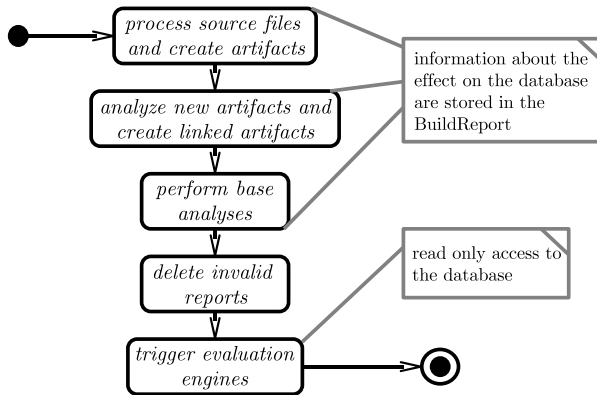 process source files
and create artifacts
analyze new artifacts and
create linked artifacts
perform base
analyses
delete invalid
reports
trigger evaluation
engines
information about the
effect on the database
are stored in the
BuildReport
read only access to
the database